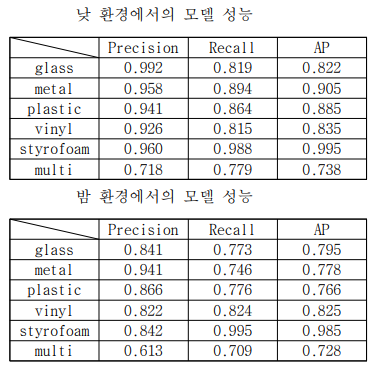 낮 환경에서의 모델 성능
Precision Recall AP
glass 0.992 0.819 0.822
metal 0.958 0.894 0.905
plastic 0.941 0.864 0.885
vinyl 0.926 0.815 0.835
styrofoam 0.960 0.988 0.995
multi 0.718 0.779 0.738
밤 환경에서의 모델 성능
Precision Recall AP
glass 0.841 0.773 0.795
metal 0.941 0.746 0.778
plastic 0.866 0.776 0.766
vinyl 0.822 0.824 0.825
styrofoam 0.842 0.995 0.985
multi 0.613 0.709 0.728